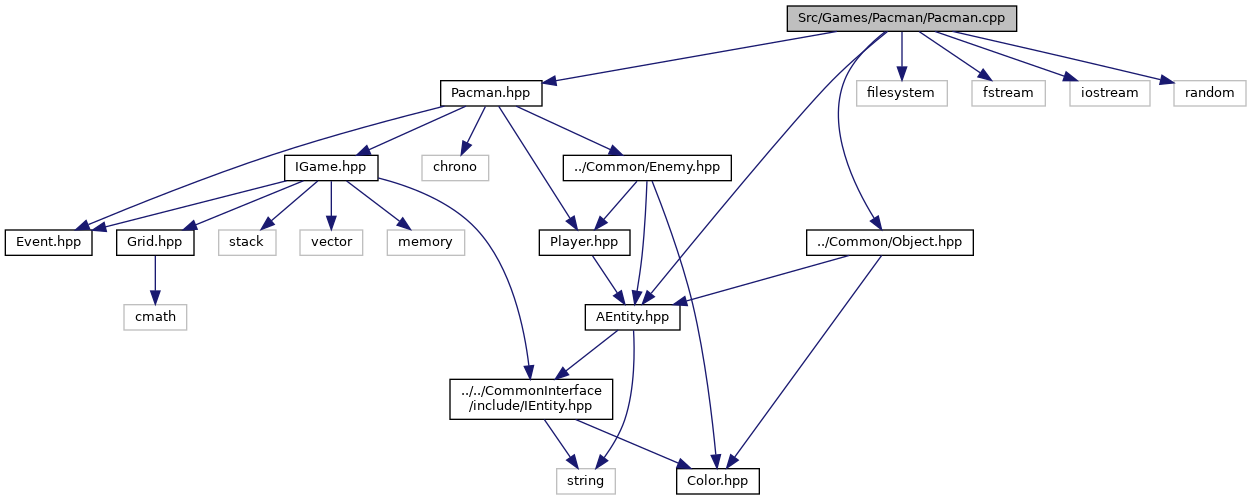 Src/Games/Pacman/Pacman.cpp
Pacman.hpp
filesystem
fstream
iostream
random
IGame.hpp
chrono
../Common/Enemy.hpp
Event.hpp
Grid.hpp
stack
vector
memory
Player.hpp
../Common/Object.hpp
cmath
AEntity.hpp
../../CommonInterface
/include/IEntity.hpp
string
Color.hpp